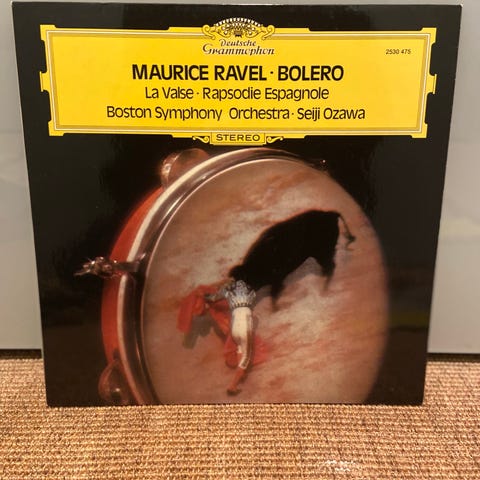 Deutsche
Grammophon
2530 475
MAURICE RAVEL · BOLERO
La Valse · Rapsodie Espagnole
Boston Symphony Orchestra · Seiji Ozawa
STEREO